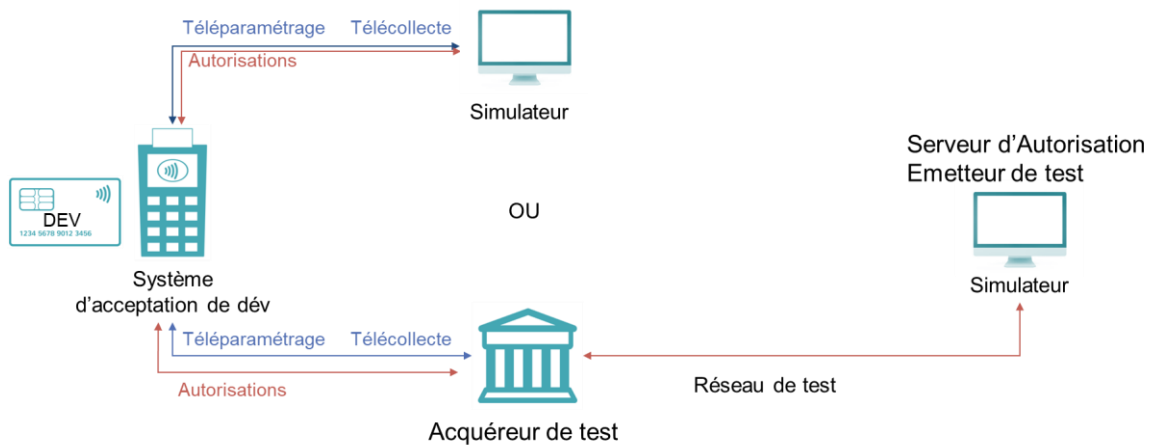 Téléparamétrage Télécollecte
Autorisations
Simulateur
Serveur d'Autorisation
Emetteur de test
DEV
1234 5678 9012 3456
OU
Système
d'acceptation de dév
Simulateur
Téléparamétrage Télécollecte
Autorisations
Réseau de test
Acquéreur de test